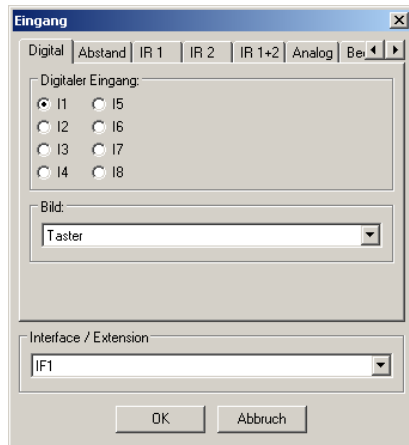 Eingang
Digital Abstand IR 1 IR 2 IR 1+2 Analog
Digitaler Eingang:
I1 I5
I2 I6
I3 I7
I4 I8
Bild:
Taster
Interface / Extension
IF1
OK Abbruch